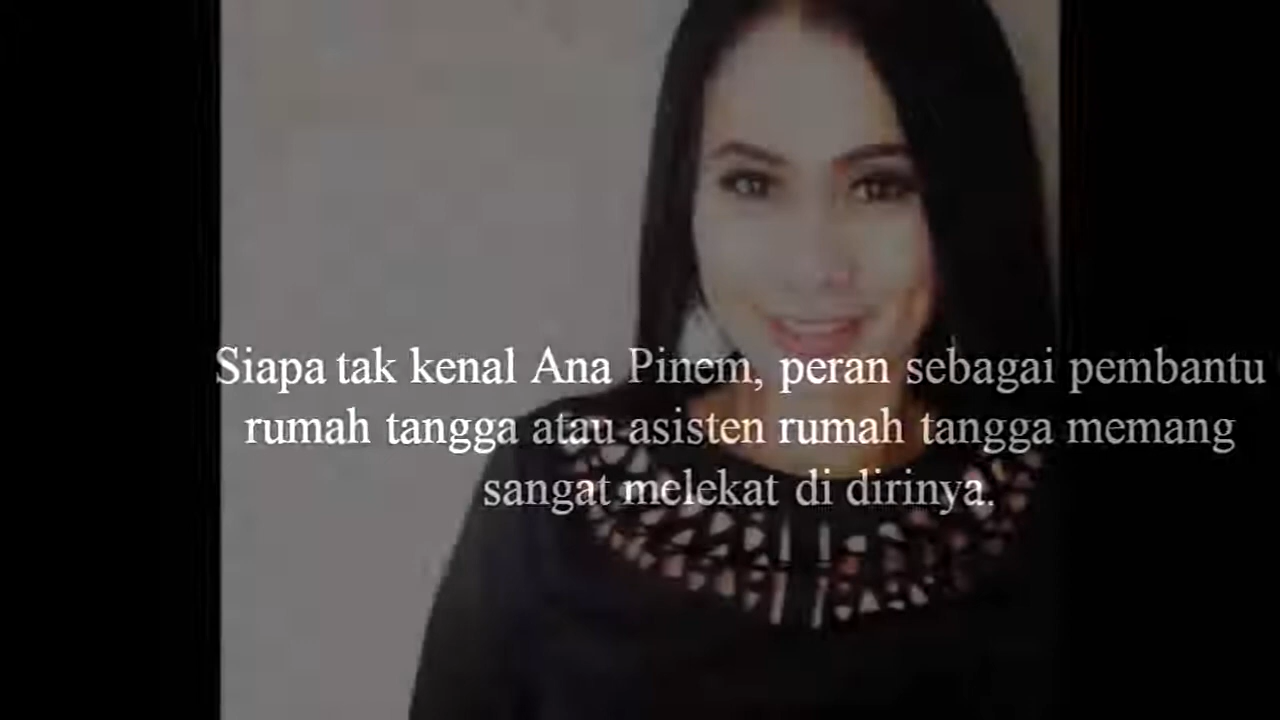 Siapa tak kenal Ana Pinem, peran sebagai pembantu
rumah tangga atau asisten rumah tangga memang
sangat melekat di dirinya.